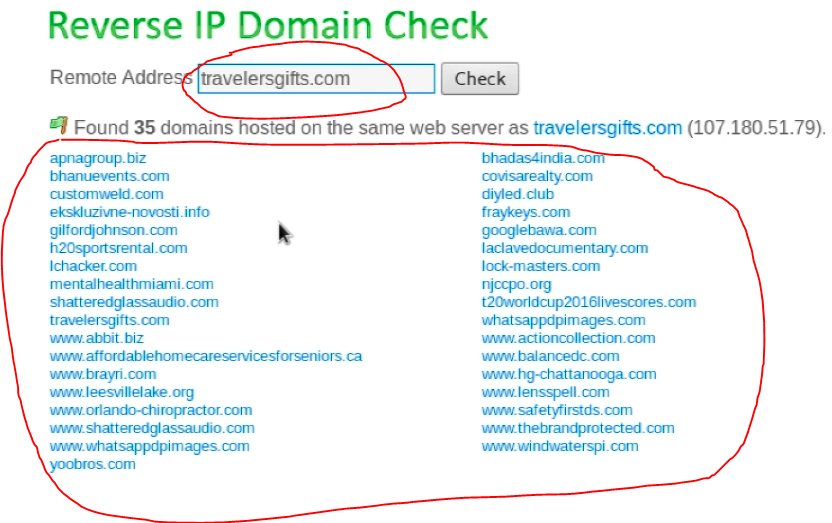 Reverse IP Domain Check
Remote Address travelersgifts.com Check
Found 35 domains hosted on the same web server as travelersgifts.com (107.180.51.79).
apnagroup.biz
bhanuevents.com
customweld.com
ekskluzivne-novosti.info
gilfordjohnson.com
h20sportsrental.com
lchacker.com
mentalhealthmiami.com
shatteredglassaudio.com
travelersgifts.com
www.abbit.biz
www.affordablehomecareservicesforseniors.ca
www.brayri.com
www.leesvillelake.org
www.orlando-chiropractor.com
www.shatteredglassaudio.com
www.whatsappdpimages.com
yoobros.com
bhadas4india.com
covisarealty.com
diyled.club
fraykeys.com
googlebawa.com
laclavedocumentary.com
lock-masters.com
njccpo.org
t20worldcup2016livescores.com
whatsappdpimages.com
www.actioncollection.com
www.balancedc.com
www.hg-chattanooga.com
www.lensspell.com
www.safetyfirstds.com
www.thebrandprotected.com
www.windwaterspi.com